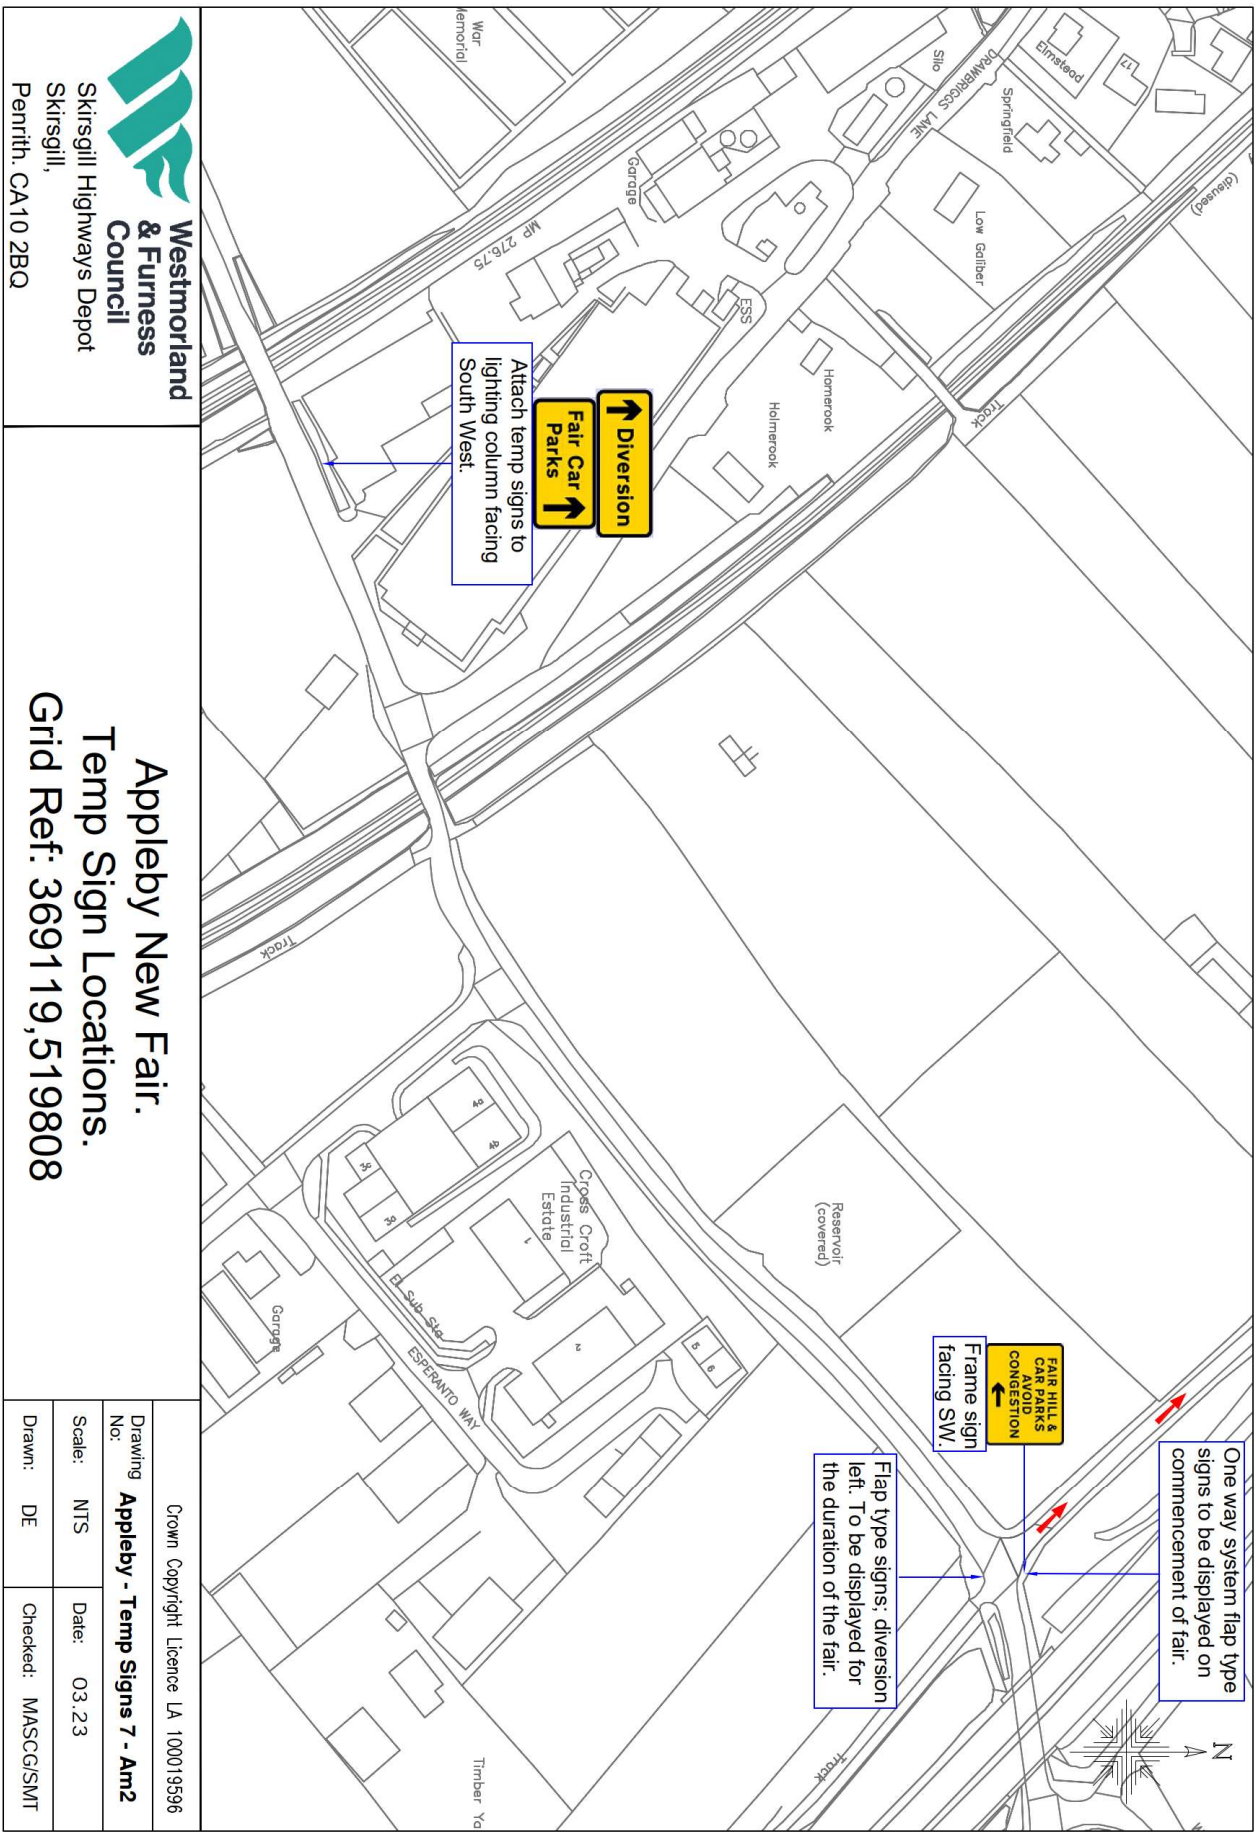 War
Memorial
Silo
DRAWBRIGGS LANE
Elmstead
17
Springfield
(disused)
Low Galiber
Garage
MP 276.75
ESS
Homerook
Holmerook
Track
Diversion
Fair Car
Parks
Attach temp signs to
lighting column facing
South West.
Track
Reservoir
(covered)
4a
4b
Cross Croft
Industrial
Estate
1
2
5
6
El Sub Sta
ESPERANTO WAY
Garage
FAIR HILL &
CAR PARKS
AVOID
CONGESTION
Frame sign
facing SW.
One way system flap type
signs to be displayed on
commencement of fair.
Flap type signs; diversion
left. To be displayed for
the duration of the fair.
N
Track
Timber Ya
Westmorland
& Furness
Council
Skirsgill Highways Depot
Skirsgill,
Penrith. CA10 2BQ
Appleby New Fair.
Temp Sign Locations.
Grid Ref: 369119,519808
Crown Copyright Licence LA 100019596
Drawing No: Appleby - Temp Signs 7 - Am2
Scale: NTS
Date: 03.23
Drawn: DE
Checked: MASCG/SMT